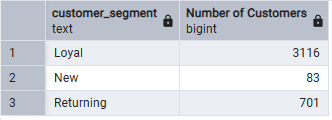 customer_segment Number of Customers
text bigint
1 Loyal 3116
2 New 83
3 Returning 701